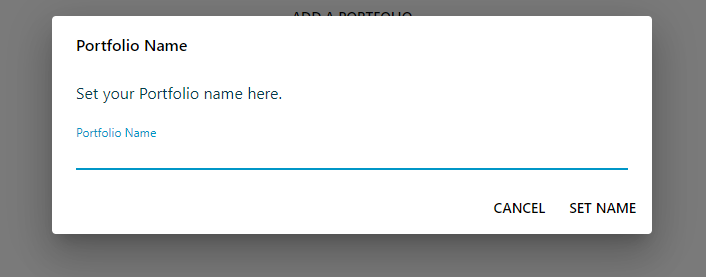 ADD A PORTFOLIO
Portfolio Name
Set your Portfolio name here.
Portfolio Name
CANCEL SET NAME